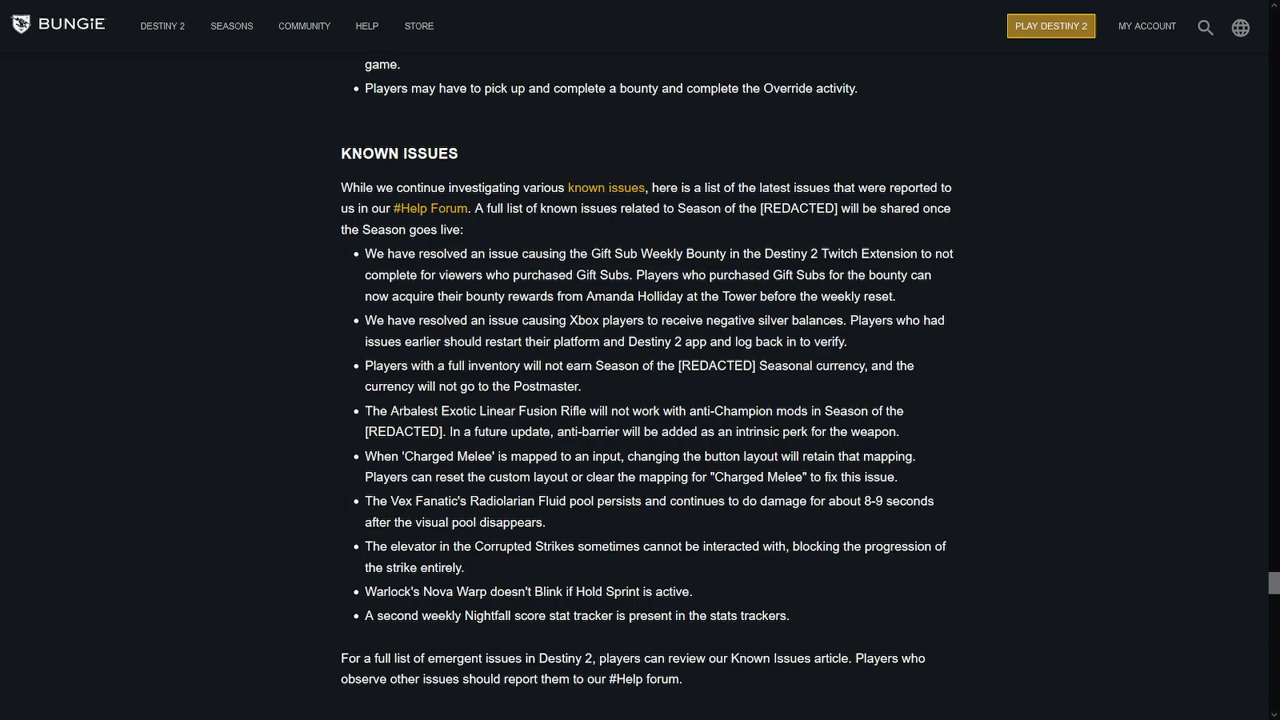 BUNGiE
DESTINY 2
SEASONS
COMMUNITY
HELP
STORE
PLAY DESTINY 2
MY ACCOUNT
game.
• Players may have to pick up and complete a bounty and complete the Override activity.
KNOWN ISSUES
While we continue investigating various known issues, here is a list of the latest issues that were reported to
us in our #Help Forum. A full list of known issues related to Season of the [REDACTED] will be shared once
the Season goes live:
• We have resolved an issue causing the Gift Sub Weekly Bounty in the Destiny 2 Twitch Extension to not
complete for viewers who purchased Gift Subs. Players who purchased Gift Subs for the bounty can
now acquire their bounty rewards from Amanda Holliday at the Tower before the weekly reset.
• We have resolved an issue causing Xbox players to receive negative silver balances. Players who had
issues earlier should restart their platform and Destiny 2 app and log back in to verify.
• Players with a full inventory will not earn Season of the [REDACTED] Seasonal currency, and the
currency will not go to the Postmaster.
• The Arbalest Exotic Linear Fusion Rifle will not work with anti-Champion mods in Season of the
[REDACTED]. In a future update, anti-barrier will be added as an intrinsic perk for the weapon.
• When 'Charged Melee' is mapped to an input, changing the button layout will retain that mapping.
Players can reset the custom layout or clear the mapping for "Charged Melee" to fix this issue.
• The Vex Fanatic's Radiolarian Fluid pool persists and continues to do damage for about 8-9 seconds
after the visual pool disappears.
• The elevator in the Corrupted Strikes sometimes cannot be interacted with, blocking the progression of
the strike entirely.
• Warlock's Nova Warp doesn't Blink if Hold Sprint is active.
• A second weekly Nightfall score stat tracker is present in the stats trackers.
For a full list of emergent issues in Destiny 2, players can review our Known Issues article. Players who
observe other issues should report them to our #Help forum.